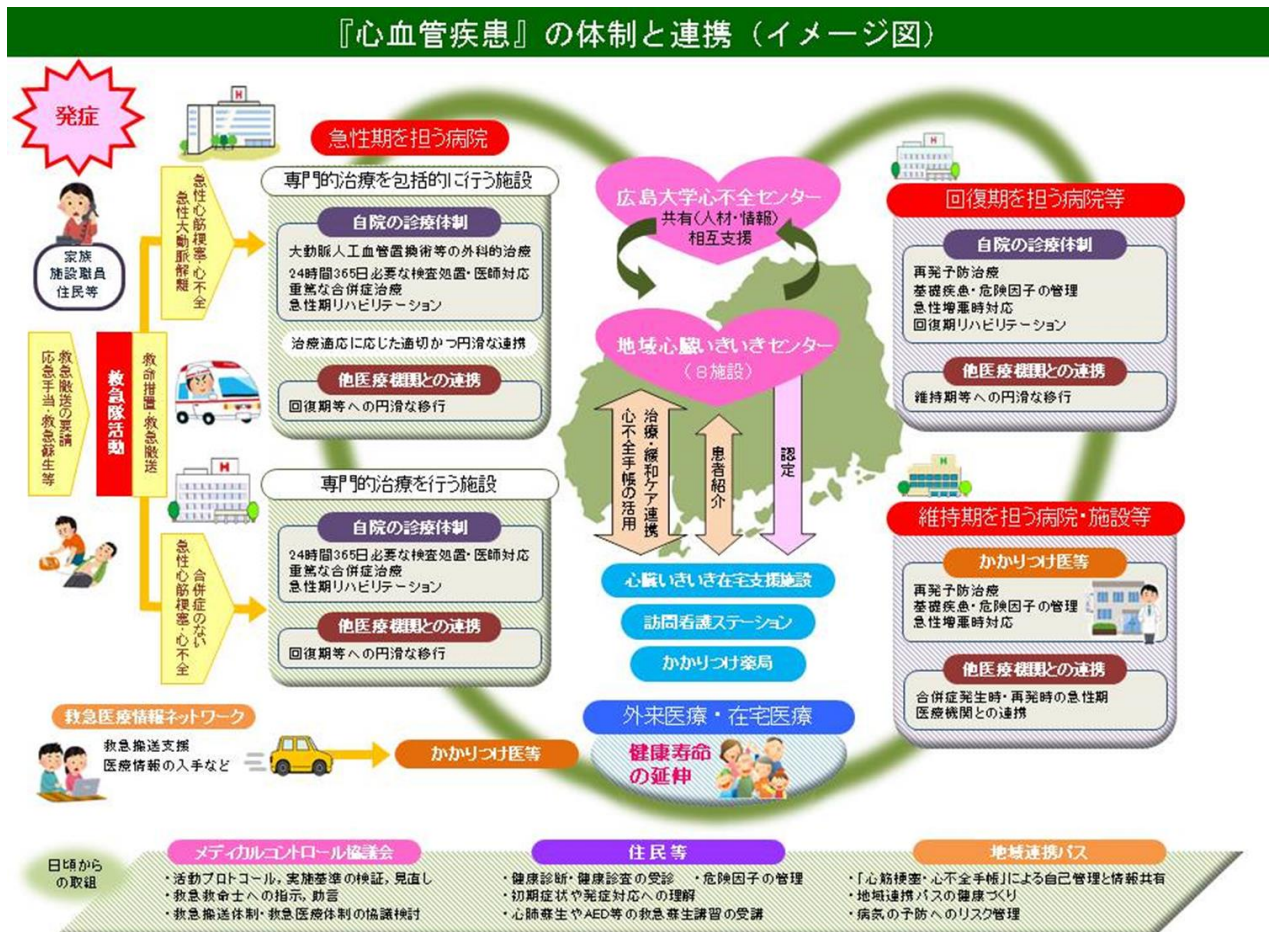 『心血管疾患』の体制と連携（イメージ図）
発症
家族
施設職員
住民等
救急搬送の要請
応急手当・救急蘇生等
救急隊活動
救命措置・救急搬送
急性心筋梗塞・心不全
急性大動脈解離
合併症のない
急性心筋梗塞・心不全
H
急性期を担う病院
専門的治療を包括的に行う施設
自院の診療体制
大動脈人工血管置換術等の外科的治療
24時間365日必要な検査処置・医師対応
重篤な合併症治療
急性期リハビリテーション
治療適応に応じた適切かつ円滑な連携
他医療機関との連携
回復期等への円滑な移行
H
専門的治療を行う施設
自院の診療体制
24時間365日必要な検査処置・医師対応
重篤な合併症治療
急性期リハビリテーション
他医療機関との連携
回復期等への円滑な移行
救急医療情報ネットワーク
救急搬送支援
医療情報の入手など
かかりつけ医等
広島大学心不全センター
共有（人材・情報）
相互支援
地域心臓いきいきセンター
（8施設）
治療・緩和ケア連携
心不全手帳の活用
患者紹介
認定
心臓いきいき在宅支援施設
訪問看護ステーション
かかりつけ薬局
外来医療・在宅医療
健康寿命
の延伸
H
回復期を担う病院等
自院の診療体制
再発予防治療
基礎疾患・危険因子の管理
急性増悪時対応
回復期リハビリテーション
他医療機関との連携
維持期等への円滑な移行
H
維持期を担う病院・施設等
かかりつけ医等
再発予防治療
基礎疾患・危険因子の管理
急性増悪時対応
他医療機関との連携
合併症発生時・再発時の急性期
医療機関との連携
日頃から
の取組
メディカルコントロール協議会
・活動プロトコール，実施基準の検証，見直し
・救急救命士への指示，助言
・救急搬送体制・救急医療体制の協議検討
住民等
・健康診断・健康診査の受診　・危険因子の管理
・初期症状や発症対応への理解
・心肺蘇生やAED等の救急蘇生講習の受講
地域連携パス
・「心筋梗塞・心不全手帳」による自己管理と情報共有
・地域連携パスの健康づくり
・病気の予防へのリスク管理